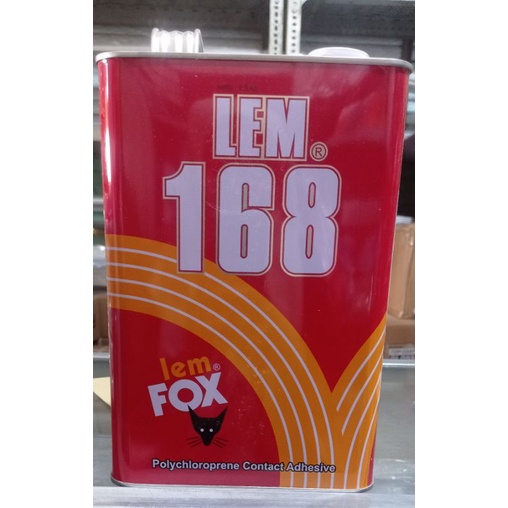 LEM®
168
lem®
FOX
Polychloroprene Contact Adhesive